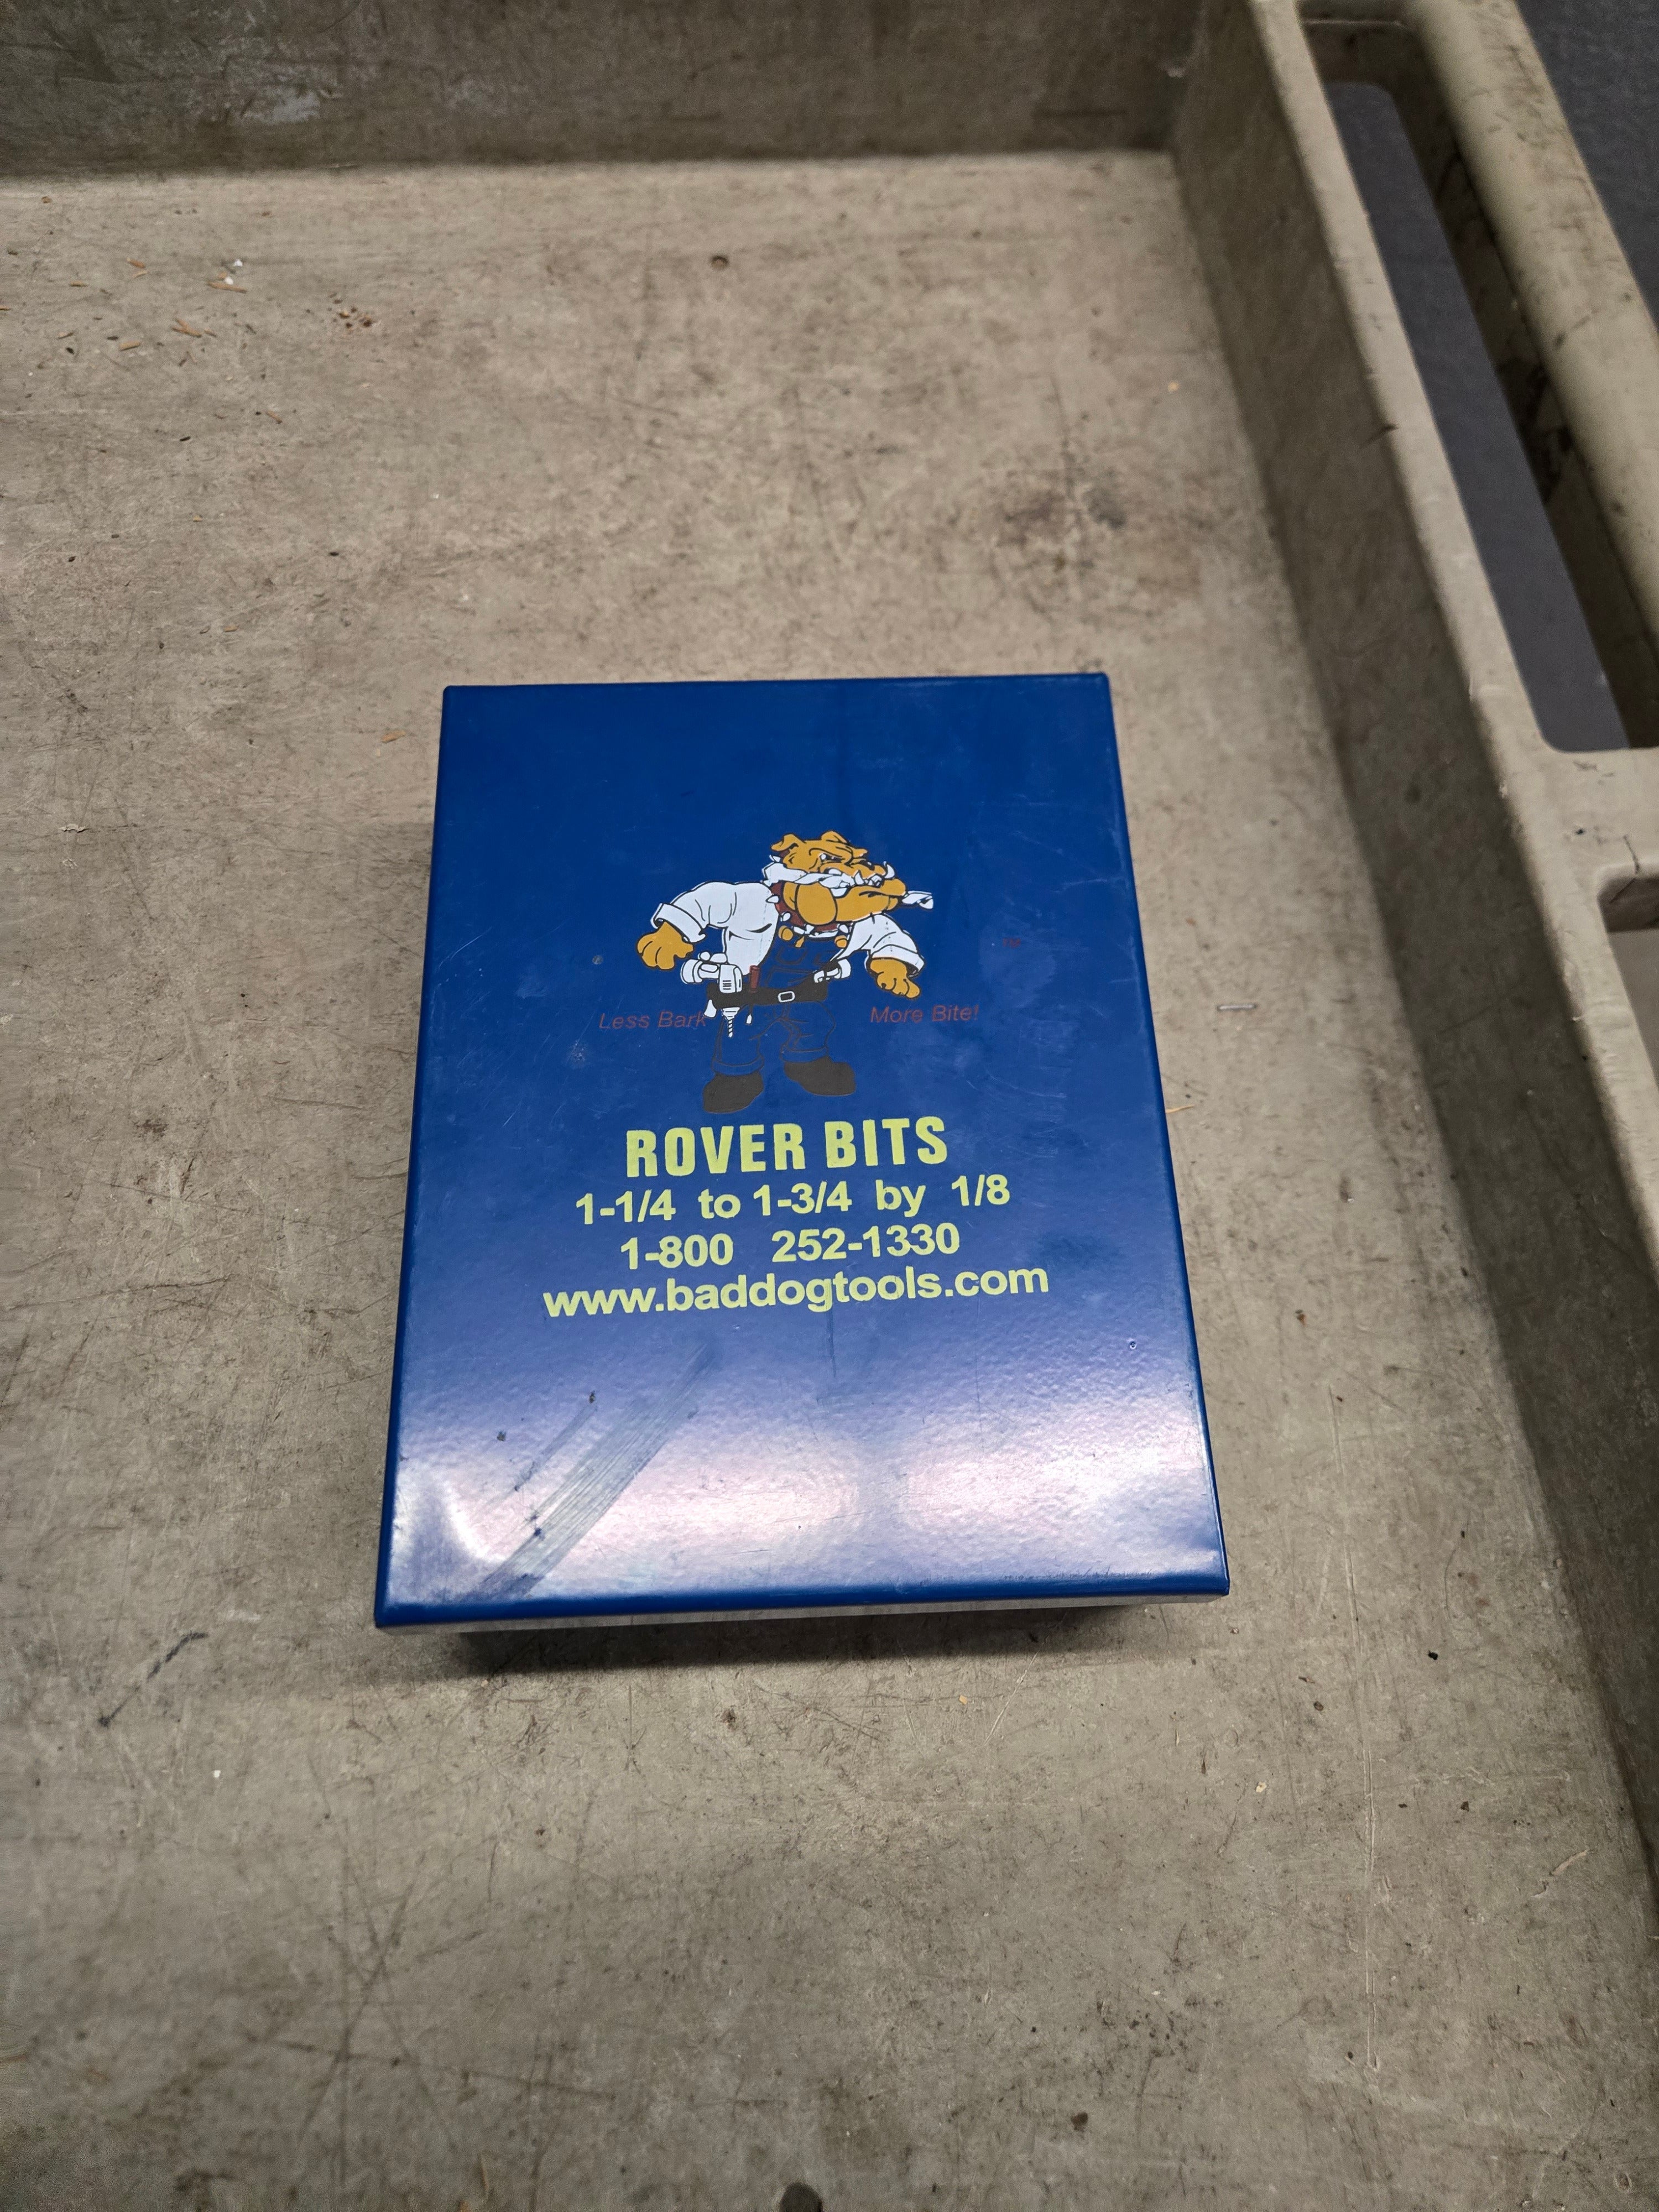 Less Bark More Bite!
ROVER BITS
1-1/4 to 1-3/4 by 1/8
1-800 252-1330
www.baddogtools.com